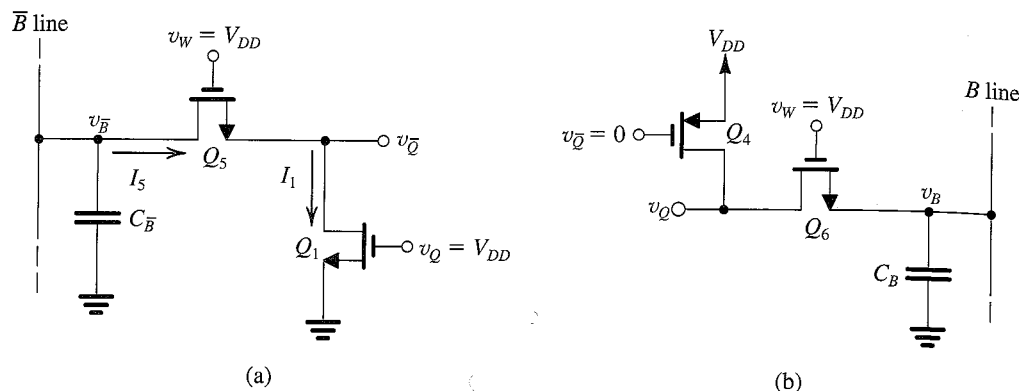 B̅ line
v_W = V_DD
v_B̅
Q_5
v_Q̅
I_5
I_1
C_B̅
Q_1
v_Q = V_DD
(a)
V_DD
B line
v_W = V_DD
v_Q̅ = 0
Q_4
v_Q
Q_6
v_B
C_B
(b)